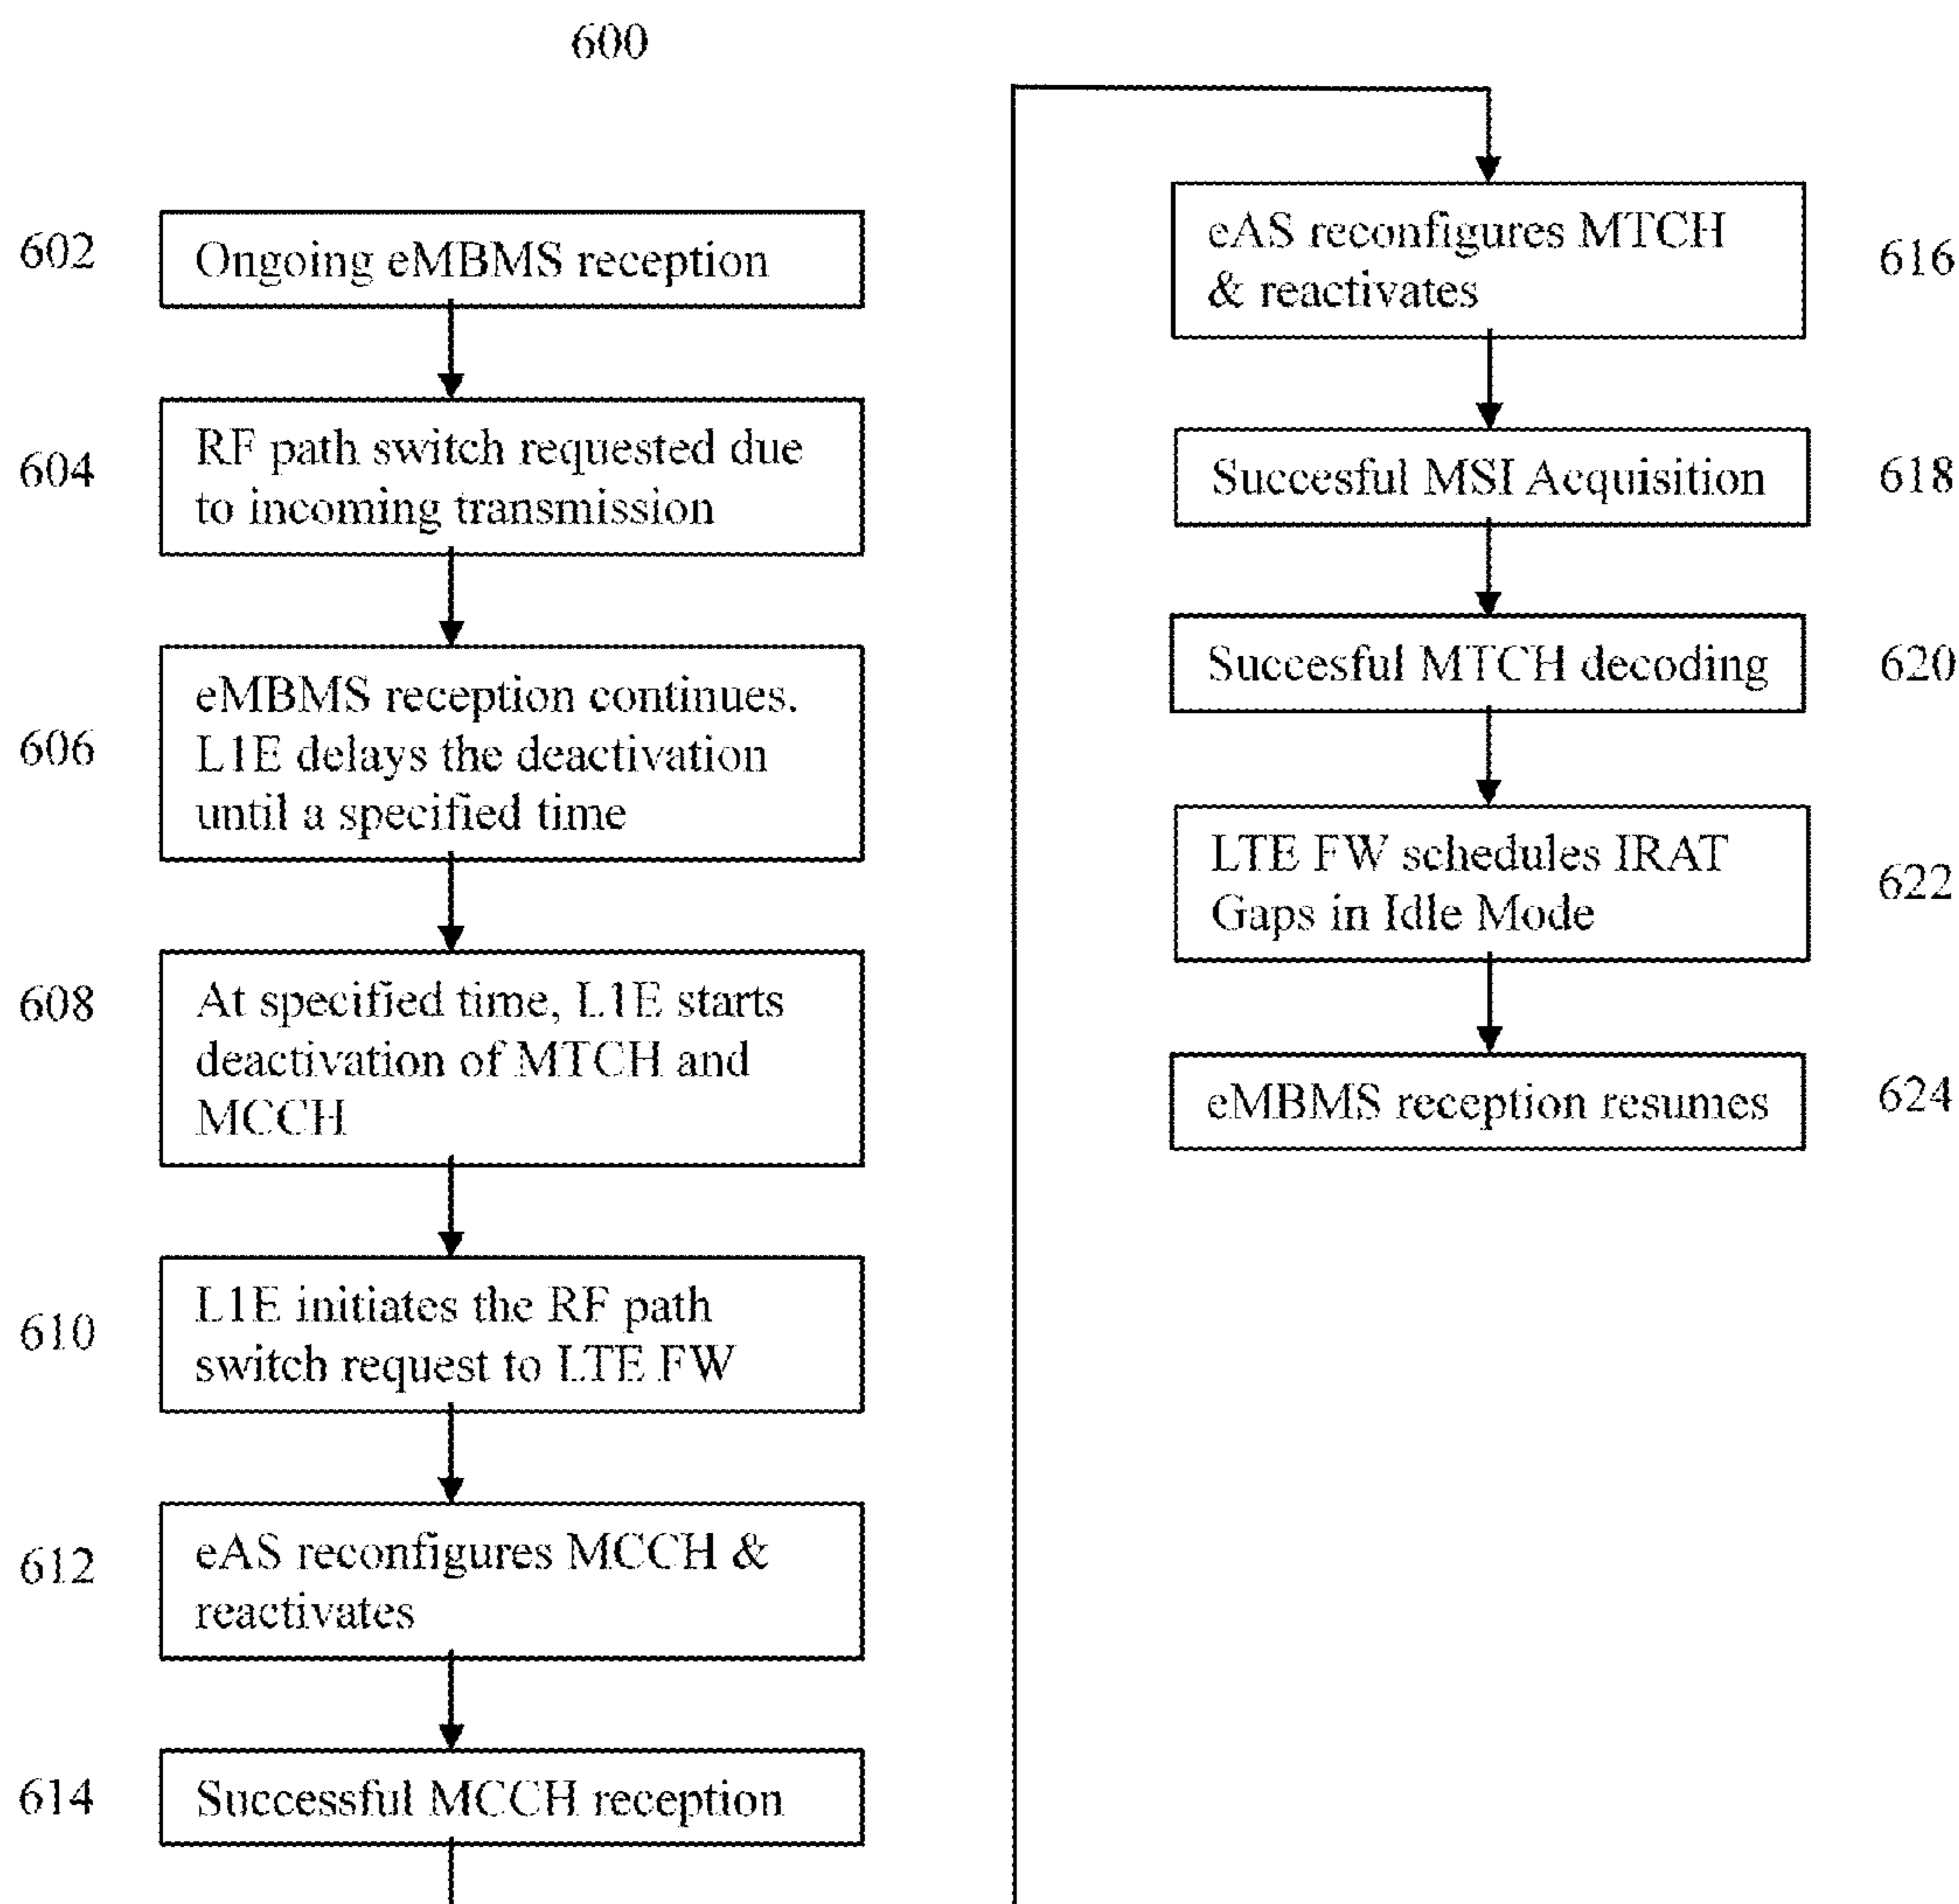 600
602
Ongoing eMBMS reception
604
RF path switch requested due
to incoming transmission
606
eMBMS reception continues.
L1E delays the deactivation
until a specified time
608
At specified time, L1E starts
deactivation of MTCH and
MCCH
610
L1E initiates the RF path
switch request to LTE FW
612
eAS reconfigures MCCH &
reactivates
614
Successful MCCH reception
eAS reconfigures MTCH
& reactivates
616
Succesful MSI Acquisition
618
Succesful MTCH decoding
620
LTE FW schedules IRAT
Gaps in Idle Mode
622
eMBMS reception resumes
624